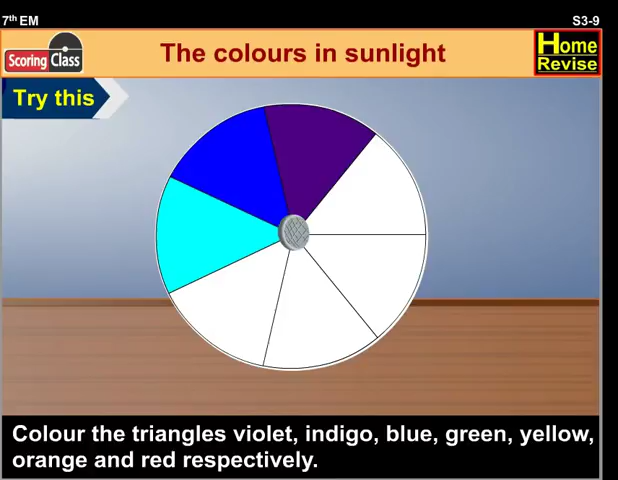 7th EM
S3-9
Scoring Class
The colours in sunlight
Home
Revise
Try this
Colour the triangles violet, indigo, blue, green, yellow,
orange and red respectively.